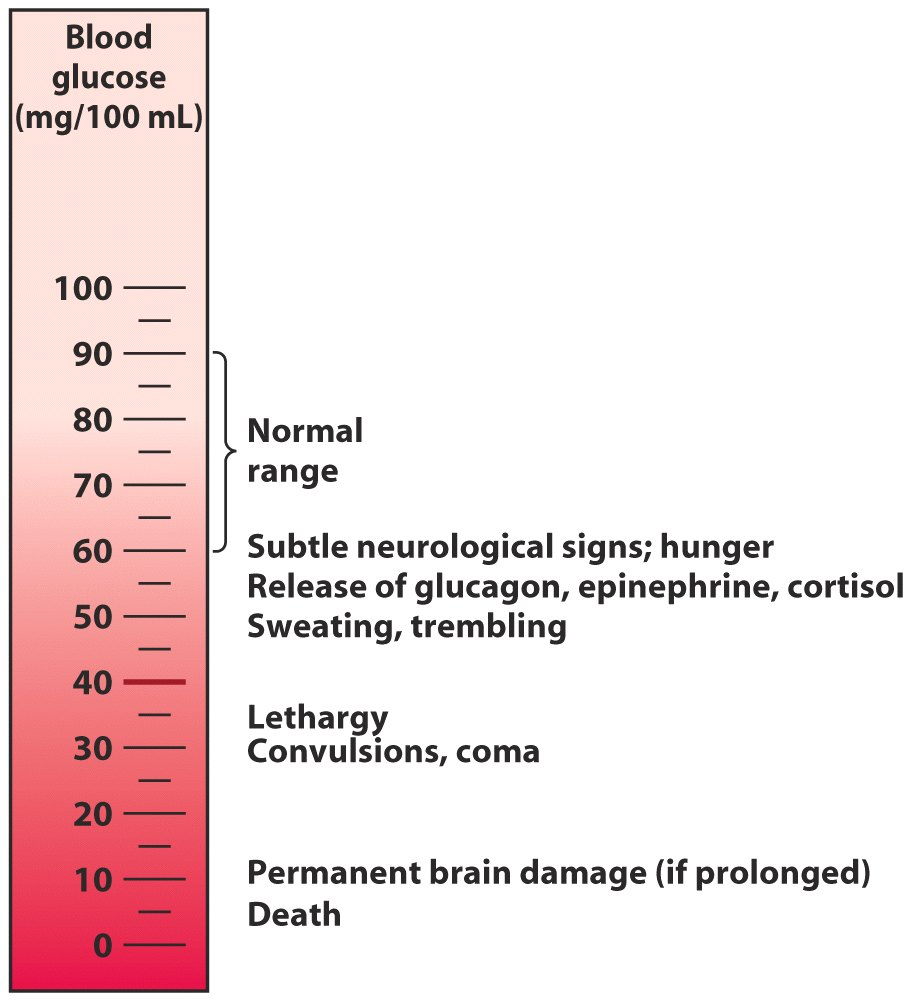 Blood
glucose
(mg/100 mL)
100
90
80
Normal
range
70
60
Subtle neurological signs; hunger
Release of glucagon, epinephrine, cortisol
50
Sweating, trembling
40
Lethargy
30
Convulsions, coma
20
10
Permanent brain damage (if prolonged)
Death
0